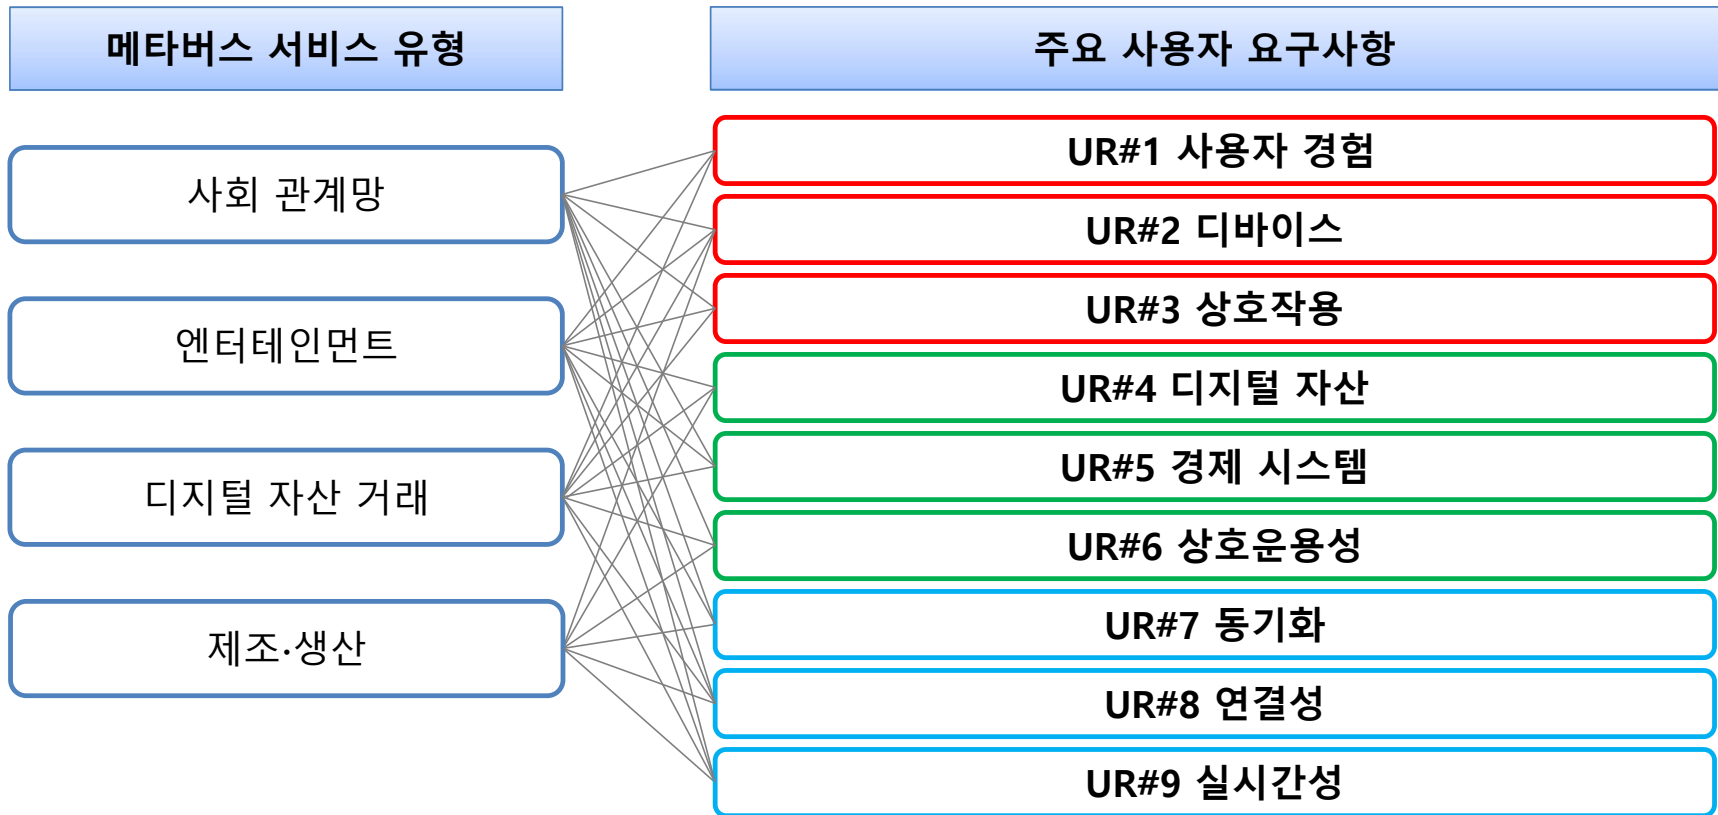 메타버스 서비스 유형
주요 사용자 요구사항
사회 관계망
엔터테인먼트
디지털 자산 거래
제조·생산
UR#1 사용자 경험
UR#2 디바이스
UR#3 상호작용
UR#4 디지털 자산
UR#5 경제 시스템
UR#6 상호운용성
UR#7 동기화
UR#8 연결성
UR#9 실시간성